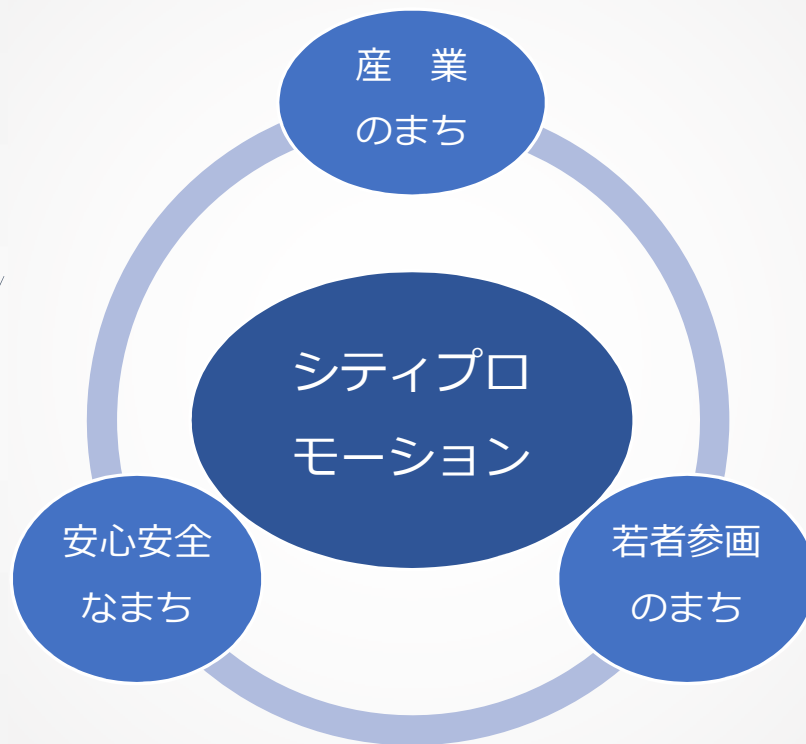 産　業
のまち
シティプロ
モーション
安心安全
なまち
若者参画
のまち